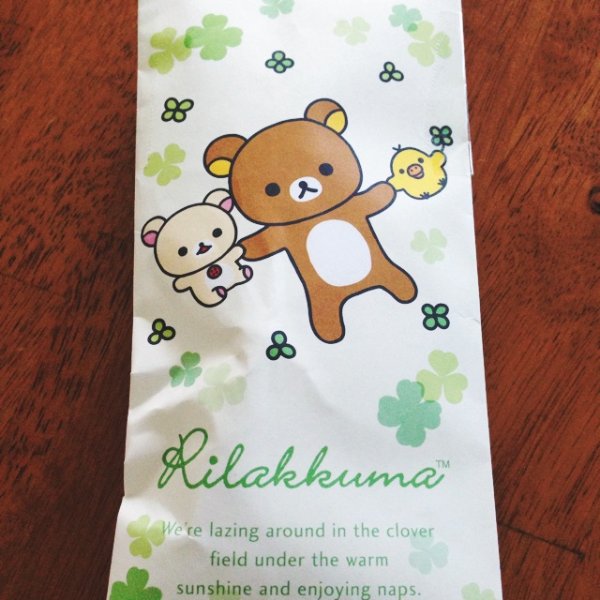 Rilakkuma™
We're lazing around in the clover
field under the warm
sunshine and enjoying naps.